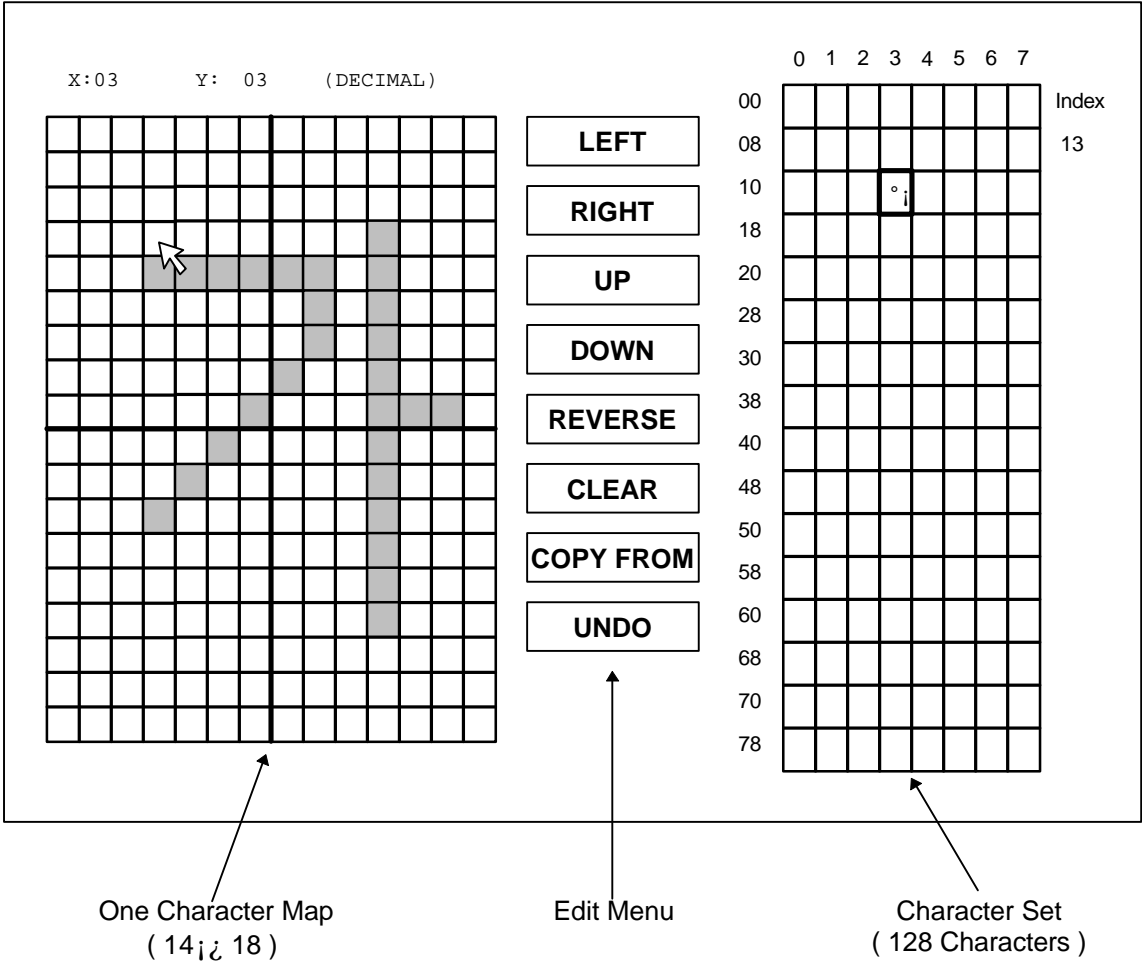 X:03 Y: 03 (DECIMAL)
LEFT
RIGHT
UP
DOWN
REVERSE
CLEAR
COPY FROM
UNDO
0 1 2 3 4 5 6 7
00
08
10
18
20
28
30
38
40
48
50
58
60
68
70
78
°¡
Index
13
One Character Map
( 14¡¿ 18 )
Edit Menu
Character Set
( 128 Characters )